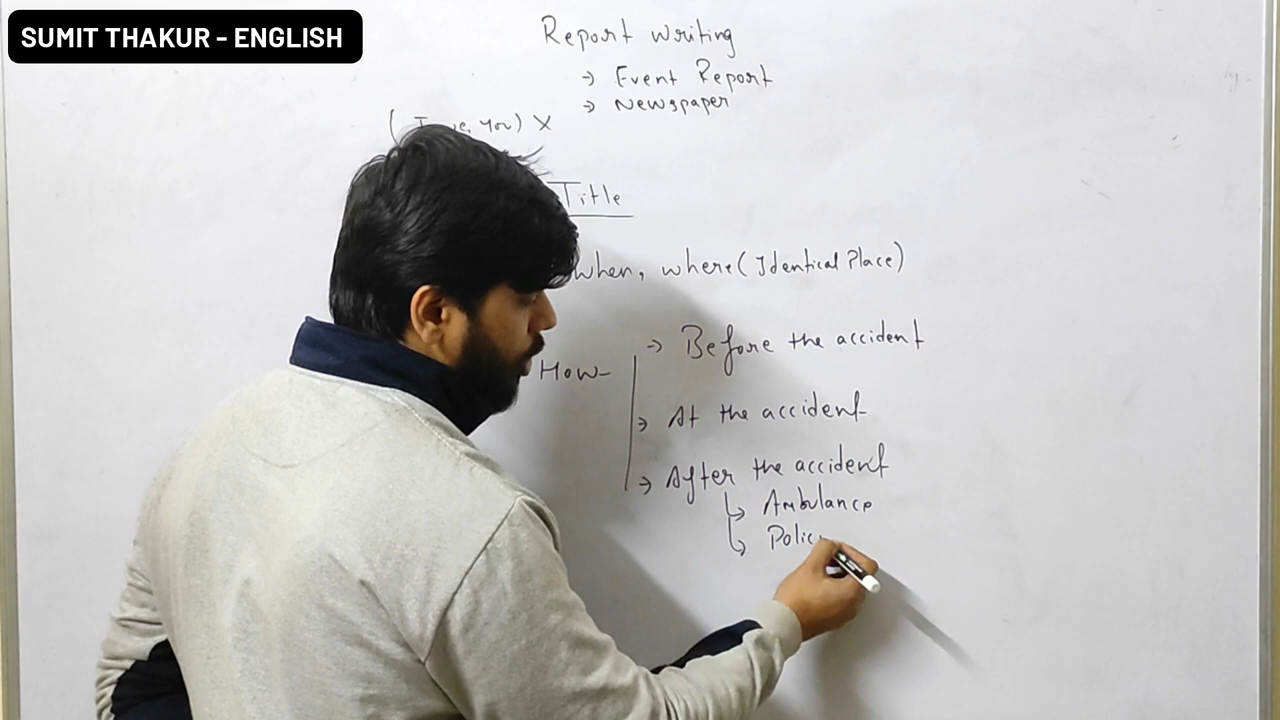 SUMIT THAKUR - ENGLISH
Report writing
→ Event Report
→ Newspaper
you) X
Title
when, where (Identical Place)
→ Before the accident
How-
→ At the accident
→ After the accident
↳ Ambulance
↳ Polic